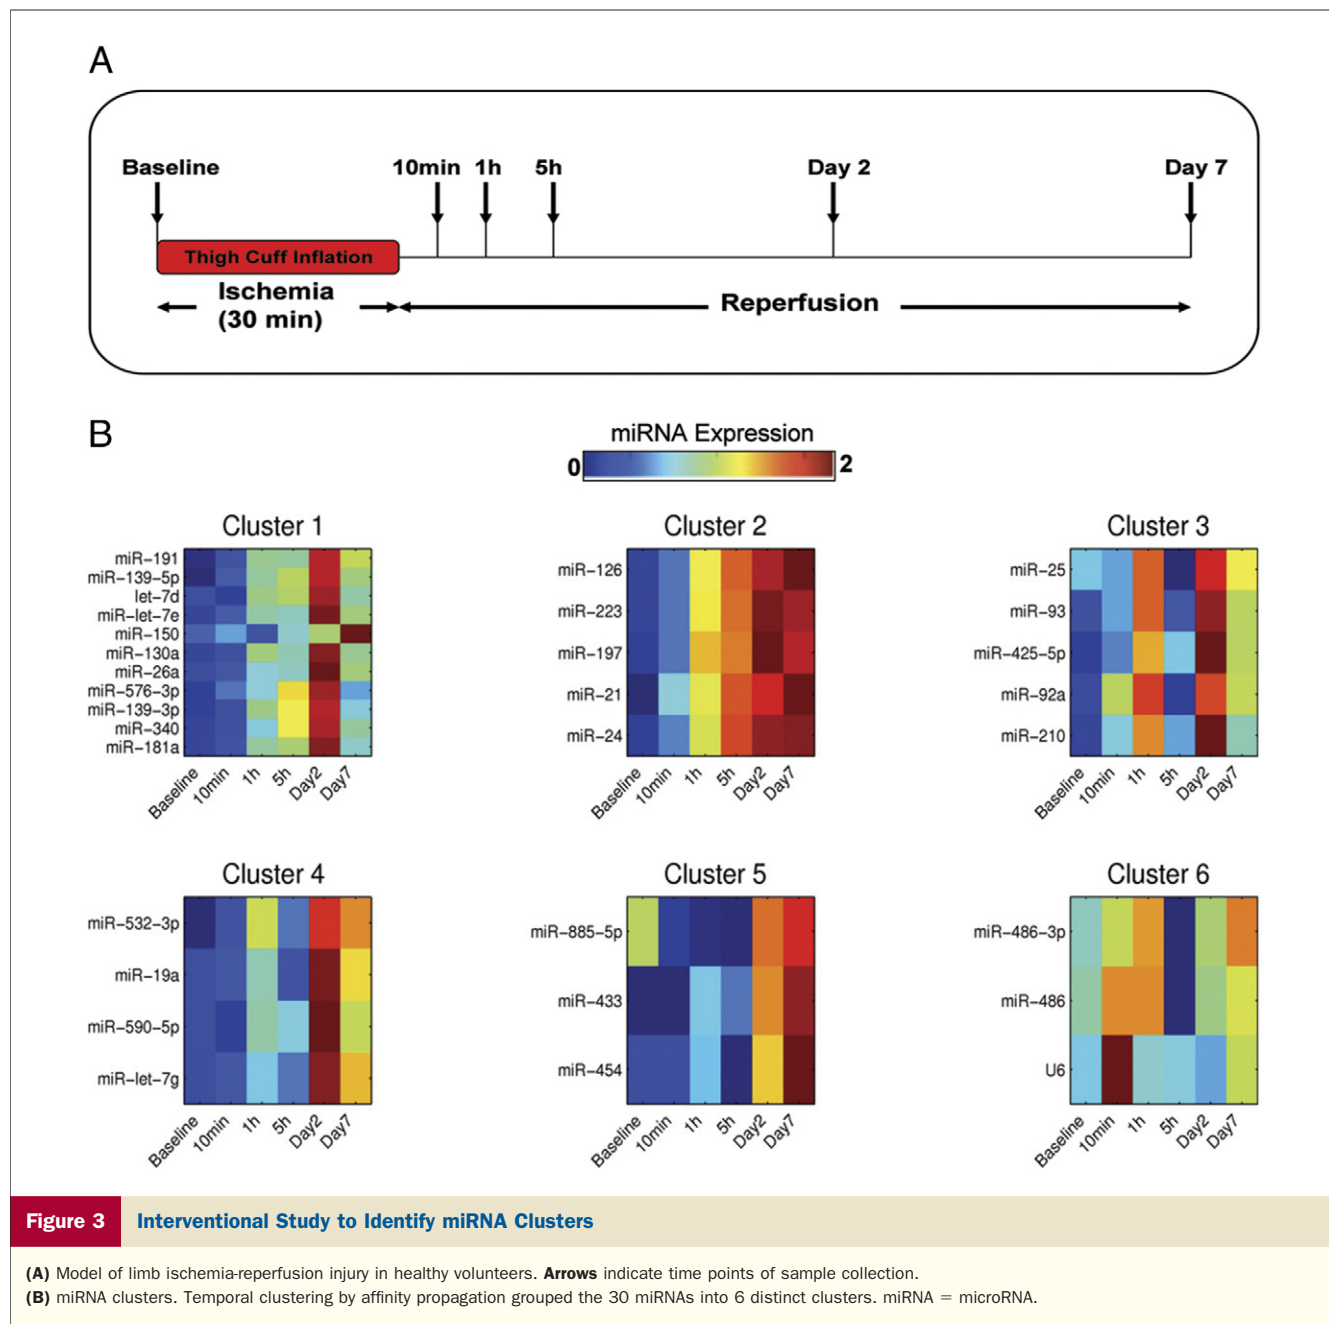 A
Baseline 10min 1h 5h Day 2 Day 7
Thigh Cuff Inflation
Ischemia
(30 min)
Reperfusion
B
miRNA Expression
0 2
Cluster 1
miR-191
miR-139-5p
let-7d
miR-let-7e
miR-150
miR-130a
miR-26a
miR-576-3p
miR-139-3p
miR-340
miR-181a
Baseline 10min 1h 5h Day2 Day7
Cluster 2
miR-126
miR-223
miR-197
miR-21
miR-24
Baseline 10min 1h 5h Day2 Day7
Cluster 3
miR-25
miR-93
miR-425-5p
miR-92a
miR-210
Baseline 10min 1h 5h Day2 Day7
Cluster 4
miR-532-3p
miR-19a
miR-590-5p
miR-let-7g
Baseline 10min 1h 5h Day2 Day7
Cluster 5
miR-885-5p
miR-433
miR-454
Baseline 10min 1h 5h Day2 Day7
Cluster 6
miR-486-3p
miR-486
U6
Baseline 10min 1h 5h Day2 Day7
Figure 3 Interventional Study to Identify miRNA Clusters
(A) Model of limb ischemia-reperfusion injury in healthy volunteers. Arrows indicate time points of sample collection.
(B) miRNA clusters. Temporal clustering by affinity propagation grouped the 30 miRNAs into 6 distinct clusters. miRNA = microRNA.